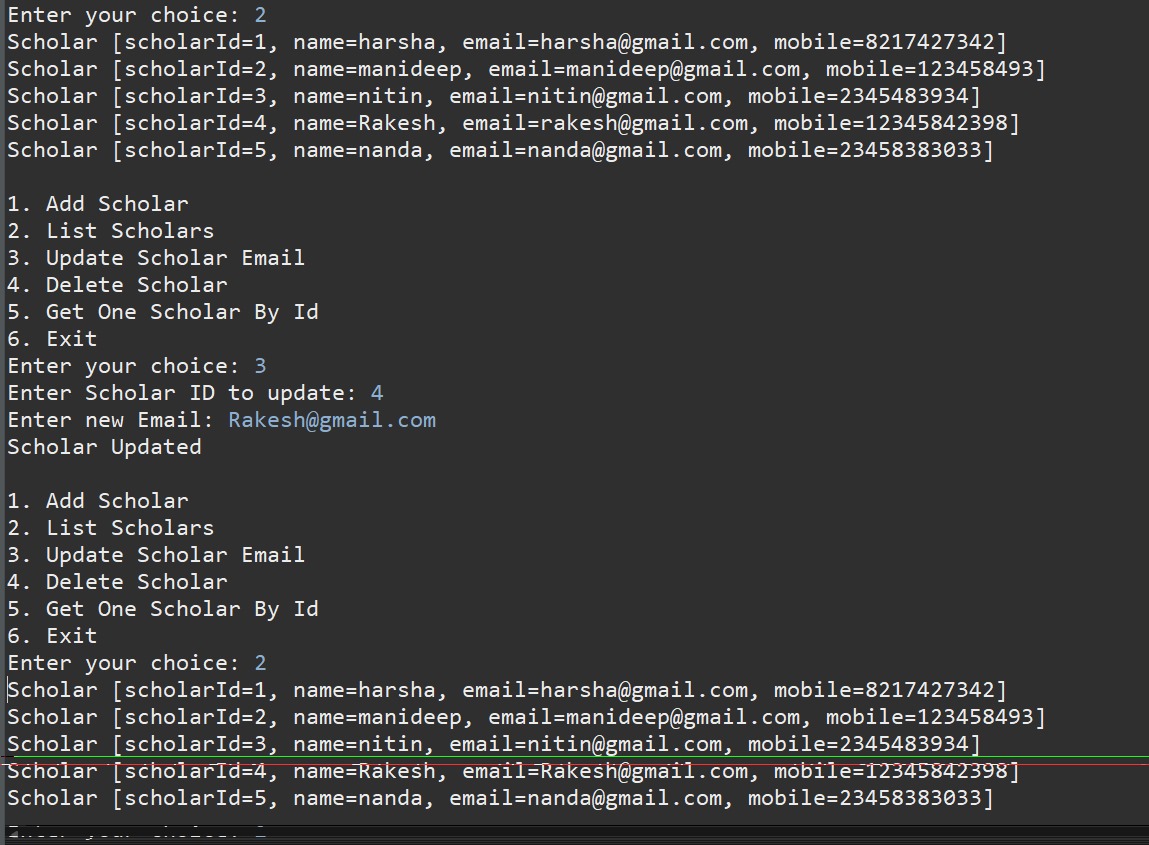 Enter your choice: 2
Scholar [scholarId=1, name=harsha, email=harsha@gmail.com, mobile=8217427342]
Scholar [scholarId=2, name=manideep, email=manideep@gmail.com, mobile=123458493]
Scholar [scholarId=3, name=nitin, email=nitin@gmail.com, mobile=2345483934]
Scholar [scholarId=4, name=Rakesh, email=rakesh@gmail.com, mobile=12345842398]
Scholar [scholarId=5, name=nanda, email=nanda@gmail.com, mobile=23458383033]

1. Add Scholar
2. List Scholars
3. Update Scholar Email
4. Delete Scholar
5. Get One Scholar By Id
6. Exit
Enter your choice: 3
Enter Scholar ID to update: 4
Enter new Email: Rakesh@gmail.com
Scholar Updated

1. Add Scholar
2. List Scholars
3. Update Scholar Email
4. Delete Scholar
5. Get One Scholar By Id
6. Exit
Enter your choice: 2
Scholar [scholarId=1, name=harsha, email=harsha@gmail.com, mobile=8217427342]
Scholar [scholarId=2, name=manideep, email=manideep@gmail.com, mobile=123458493]
Scholar [scholarId=3, name=nitin, email=nitin@gmail.com, mobile=2345483934]
Scholar [scholarId=4, name=Rakesh, email=Rakesh@gmail.com, mobile=12345842398]
Scholar [scholarId=5, name=nanda, email=nanda@gmail.com, mobile=23458383033]